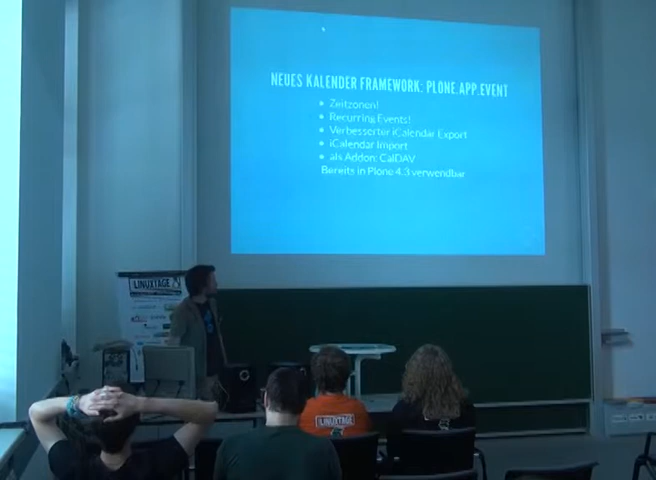 NEUES KALENDER FRAMEWORK: PLONE.APP.EVENT
• Zeitzonen!
• Recurring Events!
• Verbesserter iCalendar Export
• iCalendar Import
• als Addon: CalDAV
Bereits in Plone 4.3 verwendbar
LINUXTAGE
LINUXTAGE